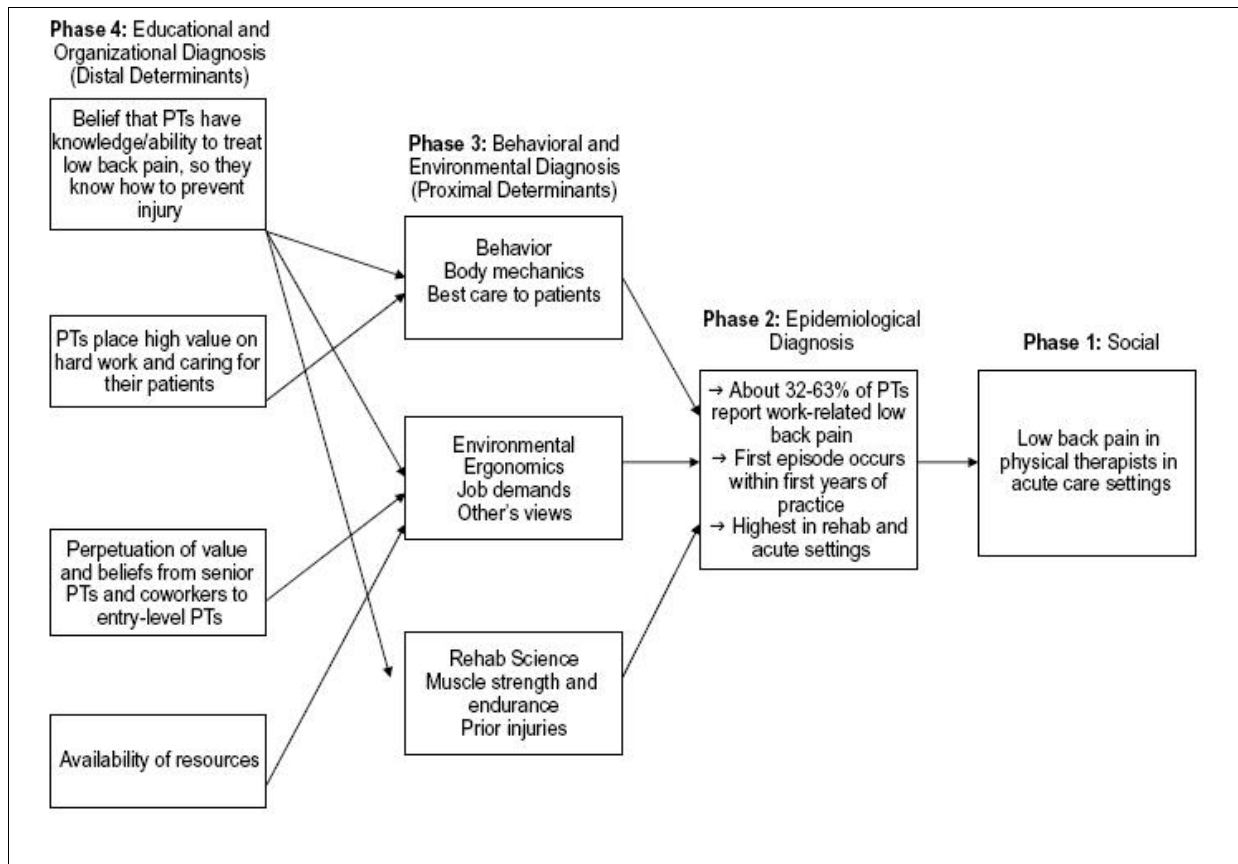 Phase 4: Educational and
Organizational Diagnosis
(Distal Determinants)
Belief that PTs have
knowledge/ability to treat
low back pain, so they
know how to prevent
injury
PTs place high value on
hard work and caring for
their patients
Perpetuation of value
and beliefs from senior
PTs and coworkers to
entry-level PTs
Availability of resources
Phase 3: Behavioral and
Environmental Diagnosis
(Proximal Determinants)
Behavior
Body mechanics
Best care to patients
Environmental
Ergonomics
Job demands
Other's views
Rehab Science
Muscle strength and
endurance
Prior injuries
Phase 2: Epidemiological
Diagnosis
→ About 32-63% of PTs
report work-related low
back pain
→ First episode occurs
within first years of
practice
→ Highest in rehab and
acute settings
Phase 1: Social
Low back pain in
physical therapists in
acute care settings